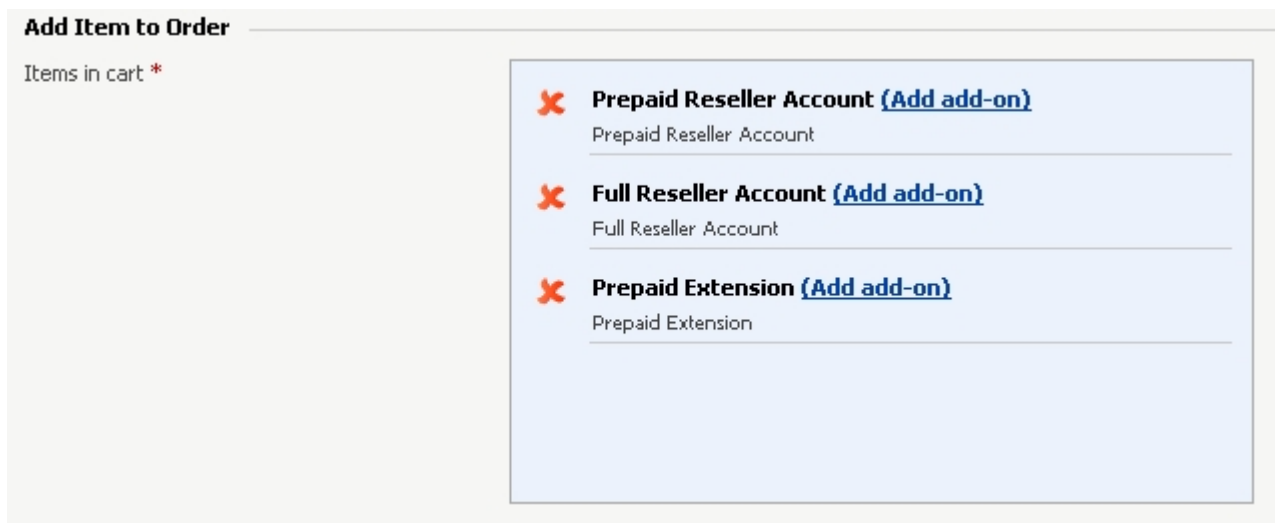 Add Item to Order
Items in cart *
Prepaid Reseller Account (Add add-on)
Prepaid Reseller Account
Full Reseller Account (Add add-on)
Full Reseller Account
Prepaid Extension (Add add-on)
Prepaid Extension